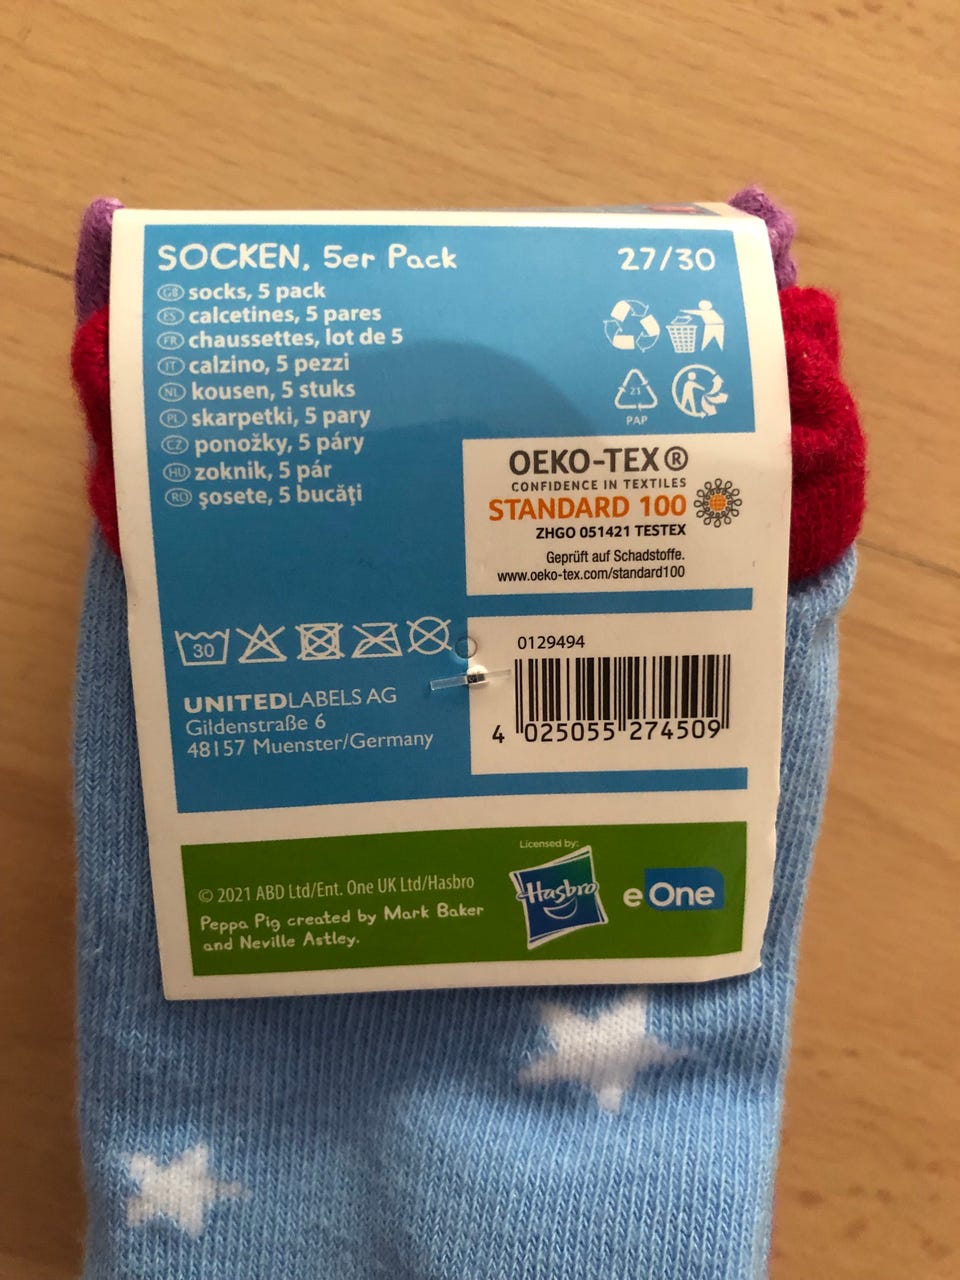 SOCKEN, 5er Pack
27/30
GB socks, 5 pack
ES calcetines, 5 pares
FR chaussettes, lot de 5
IT calzino, 5 pezzi
NL kousen, 5 stuks
PL skarpetki, 5 pary
CZ ponožky, 5 páry
HU zoknik, 5 pár
RO şosete, 5 bucăţi
21
PAP
OEKO-TEX®
CONFIDENCE IN TEXTILES
STANDARD 100
ZHGO 051421 TESTEX
Geprüft auf Schadstoffe.
www.oeko-tex.com/standard100
30
UNITEDLABELS AG
Gildenstraße 6
48157 Muenster/Germany
0129494
4 025055 274509
Licensed by:
Hasbro
eOne
© 2021 ABD Ltd/Ent. One UK Ltd/Hasbro
Peppa Pig created by Mark Baker
and Neville Astley.